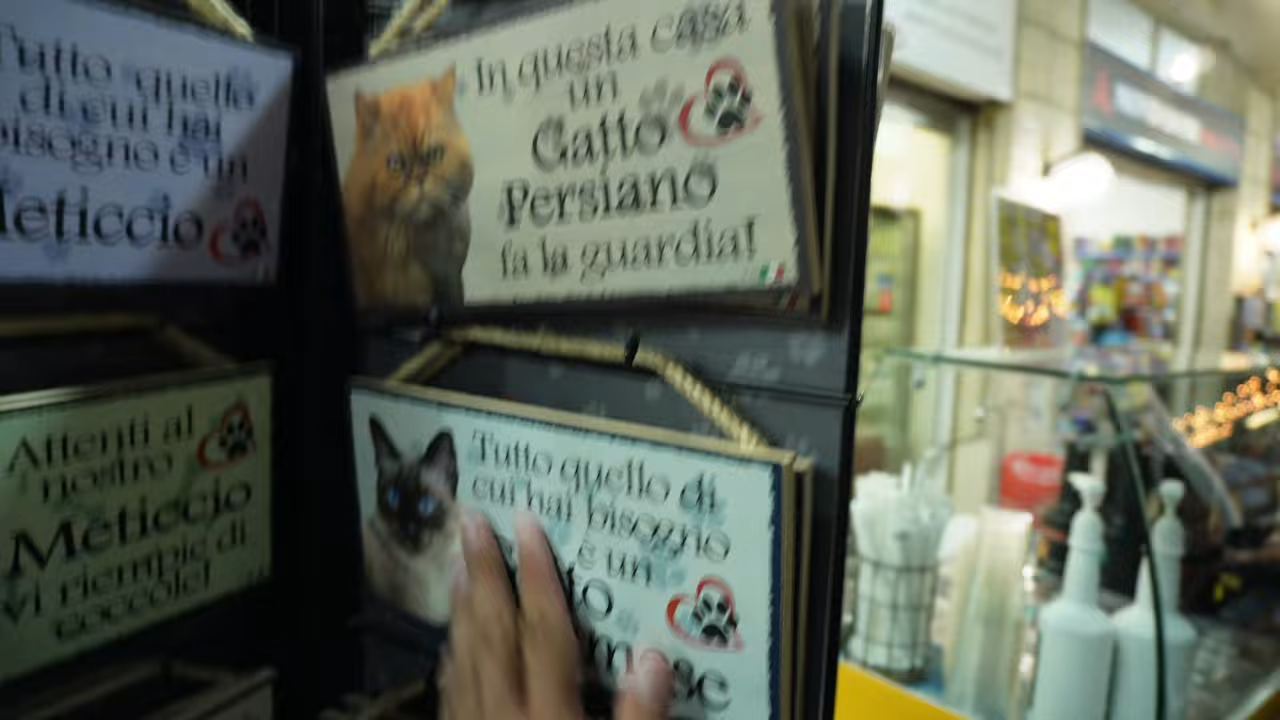 Tutto quello
di cui hai
bisogno è un
Meticcio
In questa casa
un
Gatto
Persiano
fa la guardia!
Attenti al
nostro
Meticcio
vi riempie di
coccole!
Tutto quello di
cui hai bisogno
è un